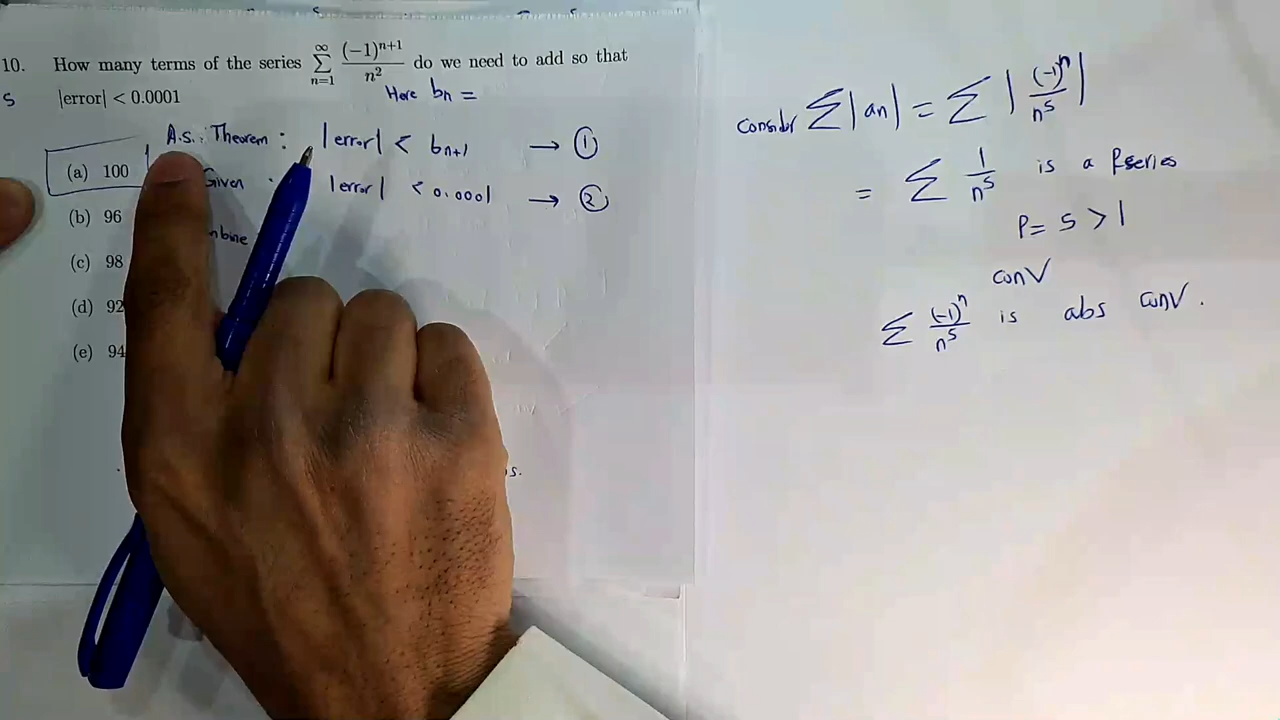 10. How many terms of the series ∞ Σ n=1 (-1)^{n+1} / n² do we need to add so that
|error| < 0.0001
Here bn =
s
A.S. Theorem : |error| < bn+1 → ①
(a) 100
Given : |error| < 0.0001 → ②
(b) 96
(c) 98
(d) 92
(e) 94
s.
Consider Σ |an| = Σ | (-1)^n / n^5 |
= Σ 1 / n^5 is a P series
P = 5 > 1
conV
Σ (-1)^n / n^5 is abs conV.